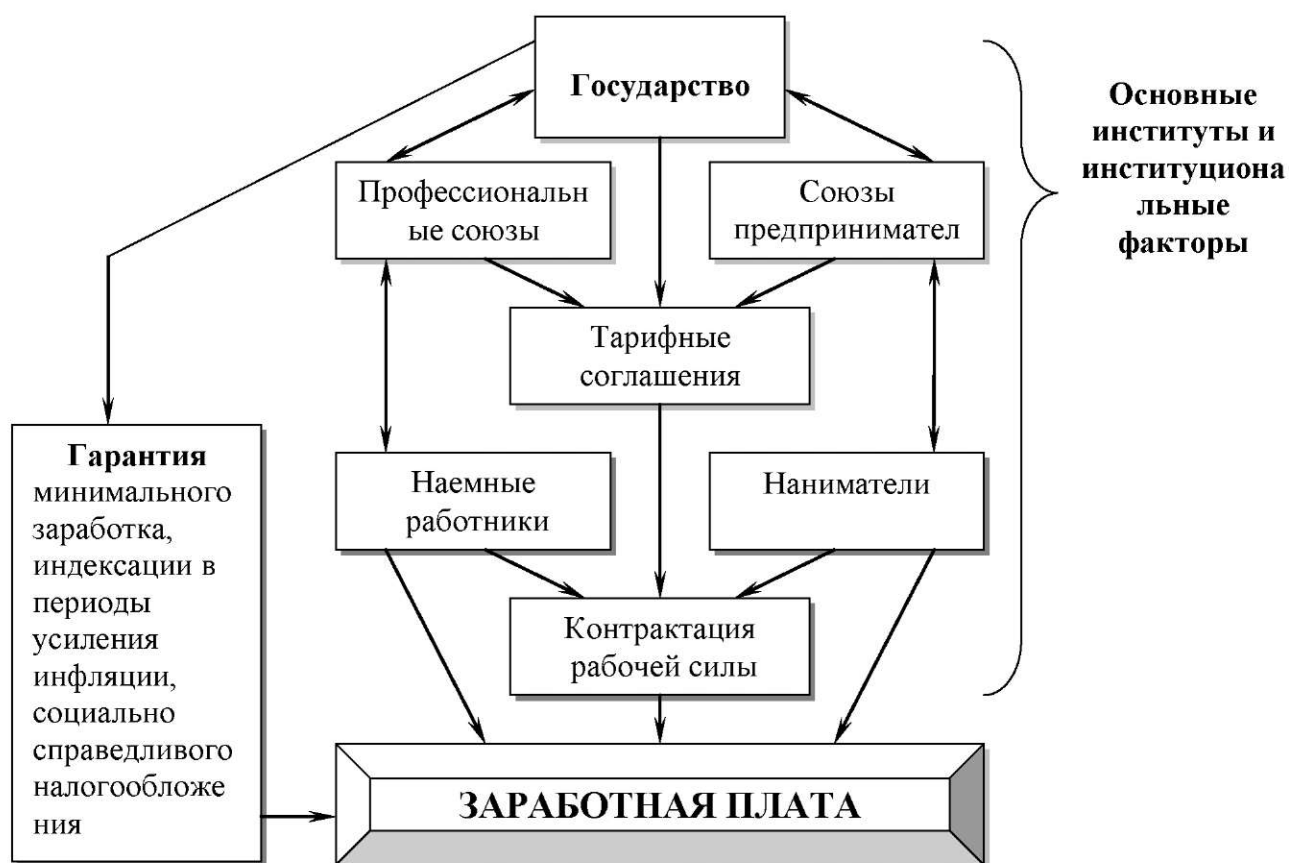 Государство
Основные
институты и
институциона
льные
факторы
Профессиональн
ые союзы
Союзы
предпринимател
Тарифные
соглашения
Гарантия
минимального
заработка,
индексации в
периоды
усиления
инфляции,
социально
справедливого
налогообложе
ния
Наемные
работники
Наниматели
Контрактация
рабочей силы
ЗАРАБОТНАЯ ПЛАТА